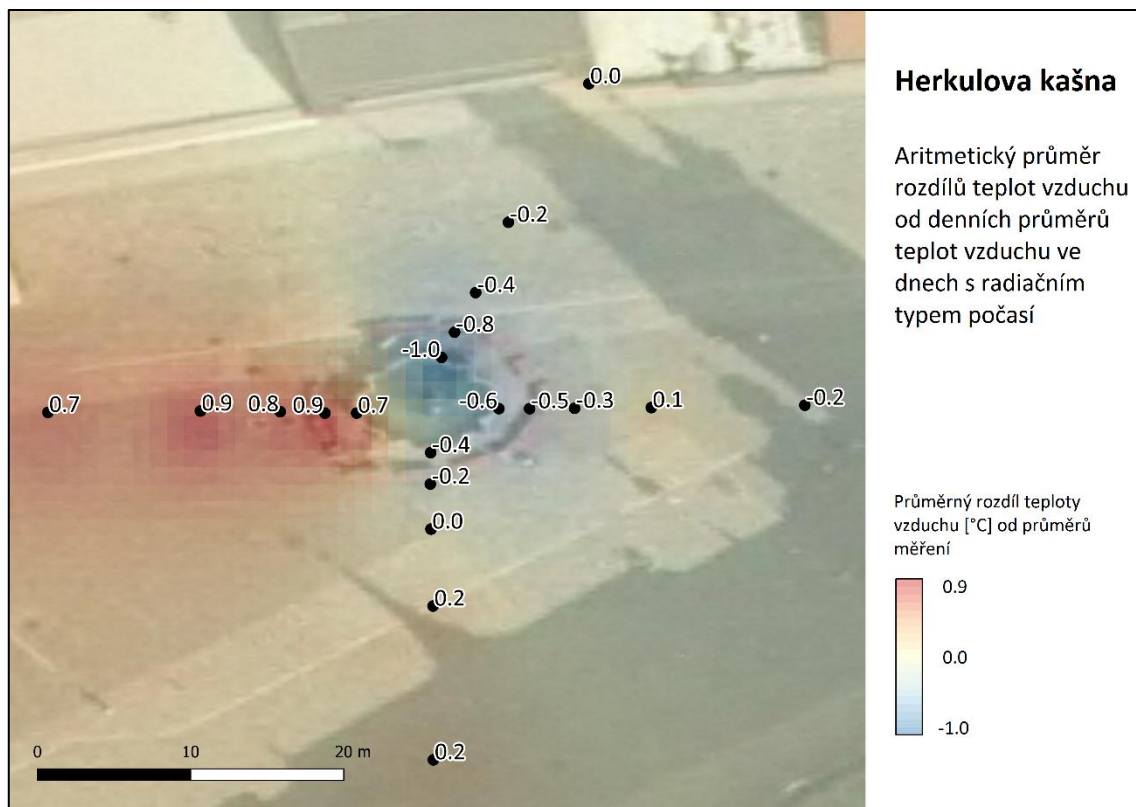 Herkulova kašna
Aritmetický průměr
rozdílů teplot vzduchu
od denních průměrů
teplot vzduchu ve
dnech s radiačním
typem počasí
0.0
-0.2
-0.4
-0.8
-1.0
0.7
0.9
0.8
0.9
0.7
-0.6
-0.5
-0.3
0.1
-0.2
-0.4
-0.2
0.0
0.2
0.2
0 10 20 m
Průměrný rozdíl teploty
vzduchu [°C] od průměrů
měření
0.9
0.0
-1.0